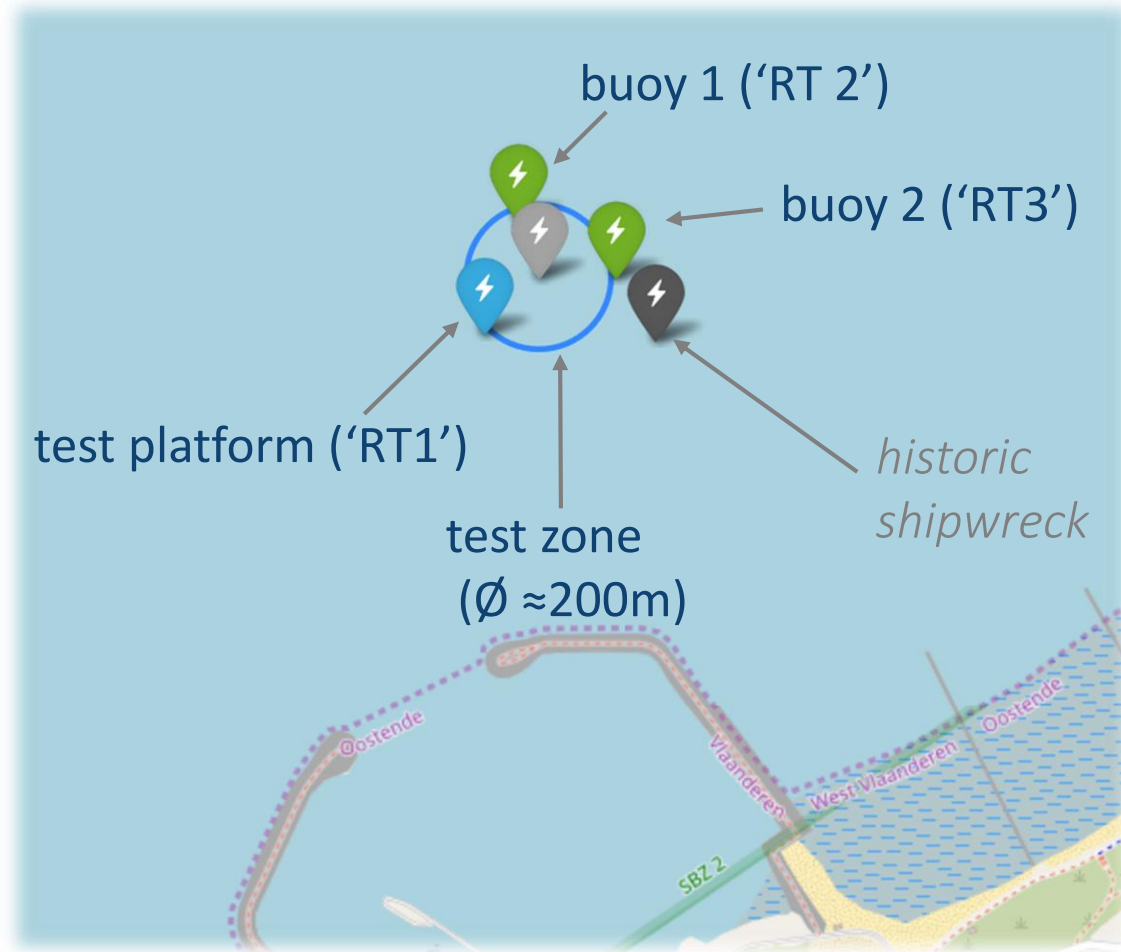 buoy 1 (‘RT 2’)
buoy 2 (‘RT3’)
test platform (‘RT1’)
historic
shipwreck
test zone
(Ø ≈200m)
Oostende
Vlaanderen
West Vlaanderen
Oostende
SBZ 2